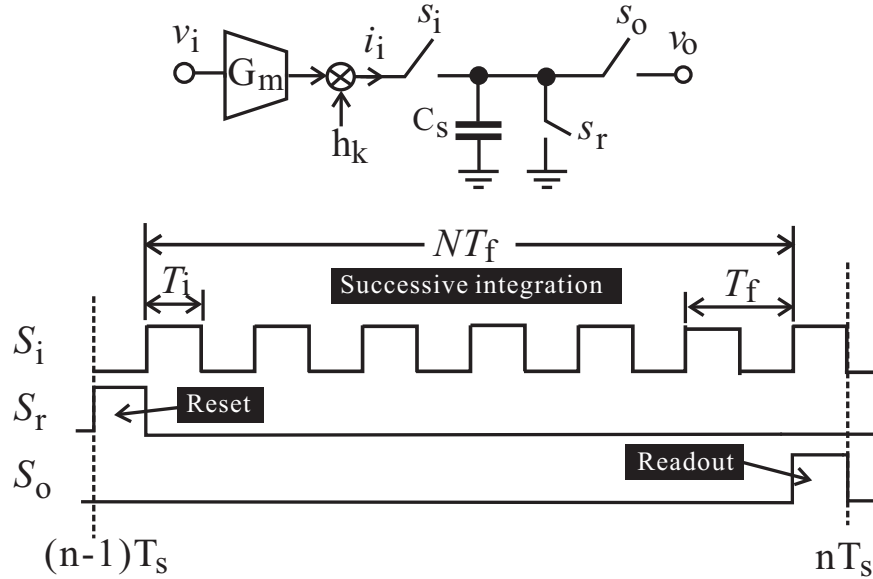 v_i G_m i_i s_i s_o v_o
h_k C_s s_r
NT_f
T_i Successive integration T_f
S_i
S_r Reset
S_o Readout
(n-1)T_s nT_s